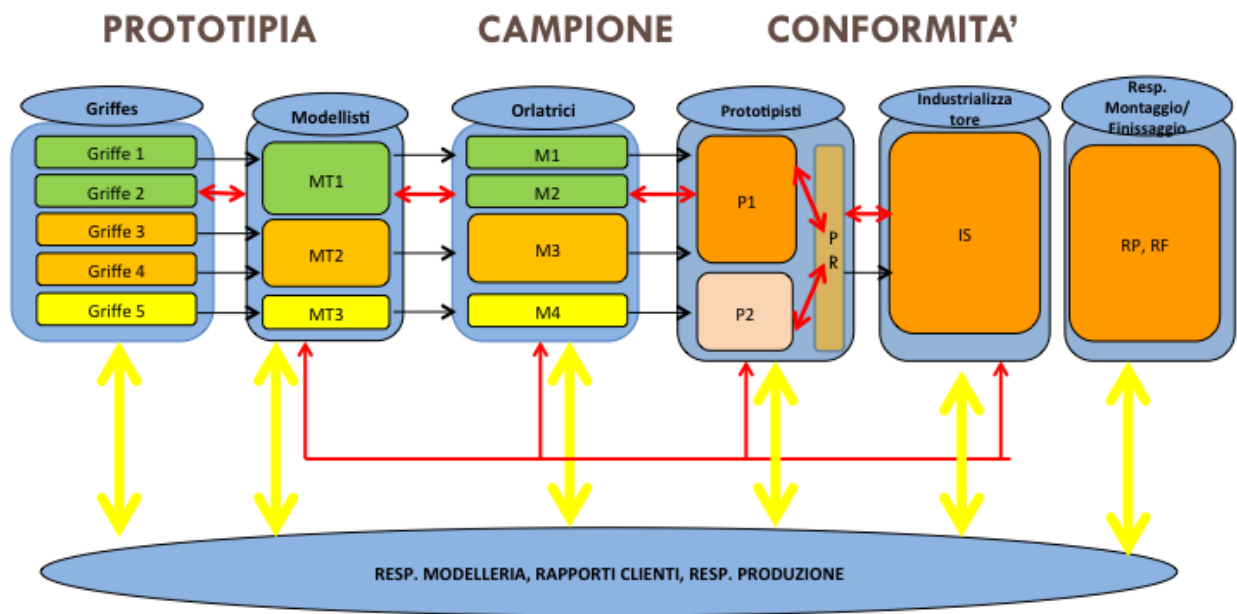 PROTOTIPIA
CAMPIONE
CONFORMITA'
Griffes
Griffe 1
Griffe 2
Griffe 3
Griffe 4
Griffe 5
Modellisti
MT1
MT2
MT3
Orlatrici
M1
M2
M3
M4
Prototipisti
P1
P2
P
R
Industrializza
tore
IS
Resp.
Montaggio/
Finissaggio
RP, RF
RESP. MODELLERIA, RAPPORTI CLIENTI, RESP. PRODUZIONE